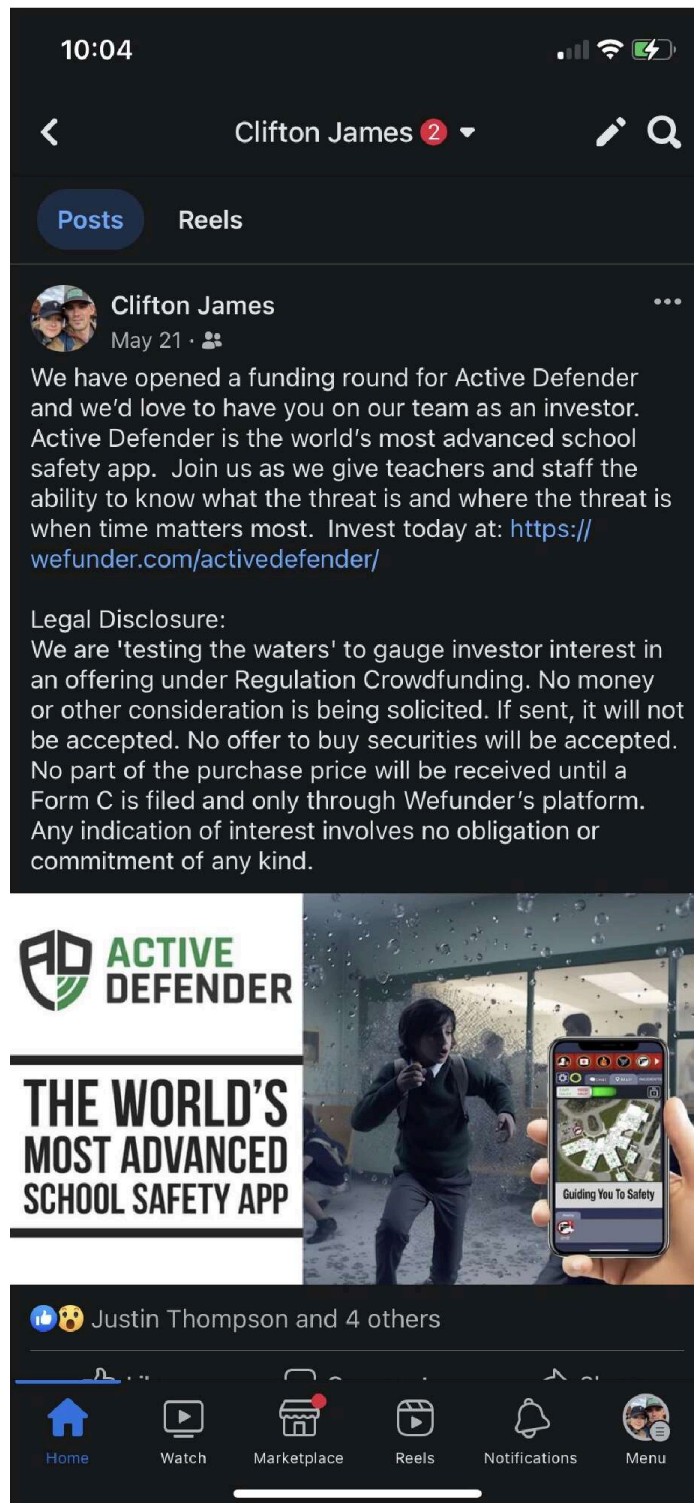 10:04
Clifton James 2
Posts Reels
Clifton James
May 21 ·
We have opened a funding round for Active Defender
and we'd love to have you on our team as an investor.
Active Defender is the world's most advanced school
safety app.  Join us as we give teachers and staff the
ability to know what the threat is and where the threat is
when time matters most.  Invest today at: https://
wefunder.com/activedefender/
Legal Disclosure:
We are 'testing the waters' to gauge investor interest in
an offering under Regulation Crowdfunding. No money
or other consideration is being solicited. If sent, it will not
be accepted. No offer to buy securities will be accepted.
No part of the purchase price will be received until a
Form C is filed and only through Wefunder's platform.
Any indication of interest involves no obligation or
commitment of any kind.
AD ACTIVE
DEFENDER
THE WORLD'S
MOST ADVANCED
SCHOOL SAFETY APP
Guiding You To Safety
Justin Thompson and 4 others
Home Watch Marketplace Reels Notifications Menu